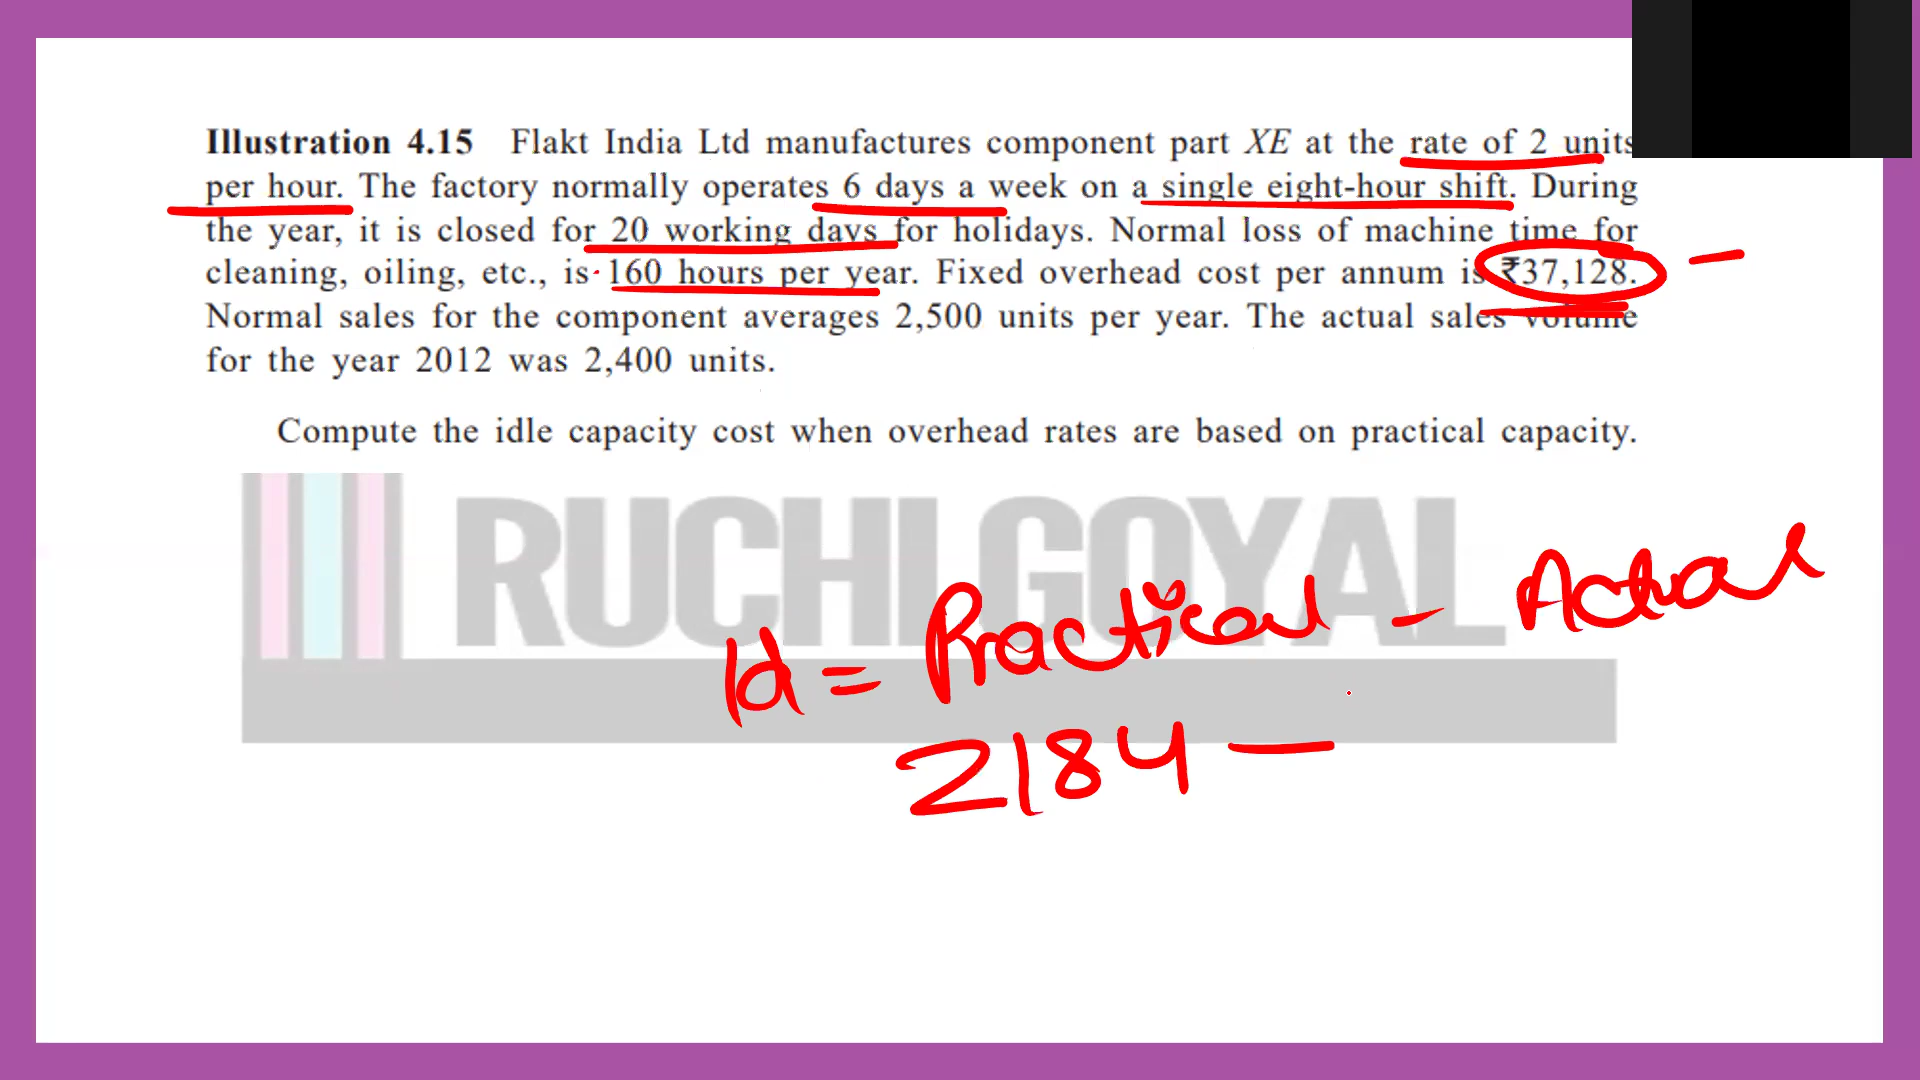 Illustration 4.15 Flakt India Ltd manufactures component part XE at the rate of 2 units
per hour. The factory normally operates 6 days a week on a single eight-hour shift. During
the year, it is closed for 20 working days for holidays. Normal loss of machine time for
cleaning, oiling, etc., is 160 hours per year. Fixed overhead cost per annum is ₹37,128.
Normal sales for the component averages 2,500 units per year. The actual sales volume
for the year 2012 was 2,400 units.
Compute the idle capacity cost when overhead rates are based on practical capacity.
RUCHI GOYAL
Id = Practical - Actual
2184 -